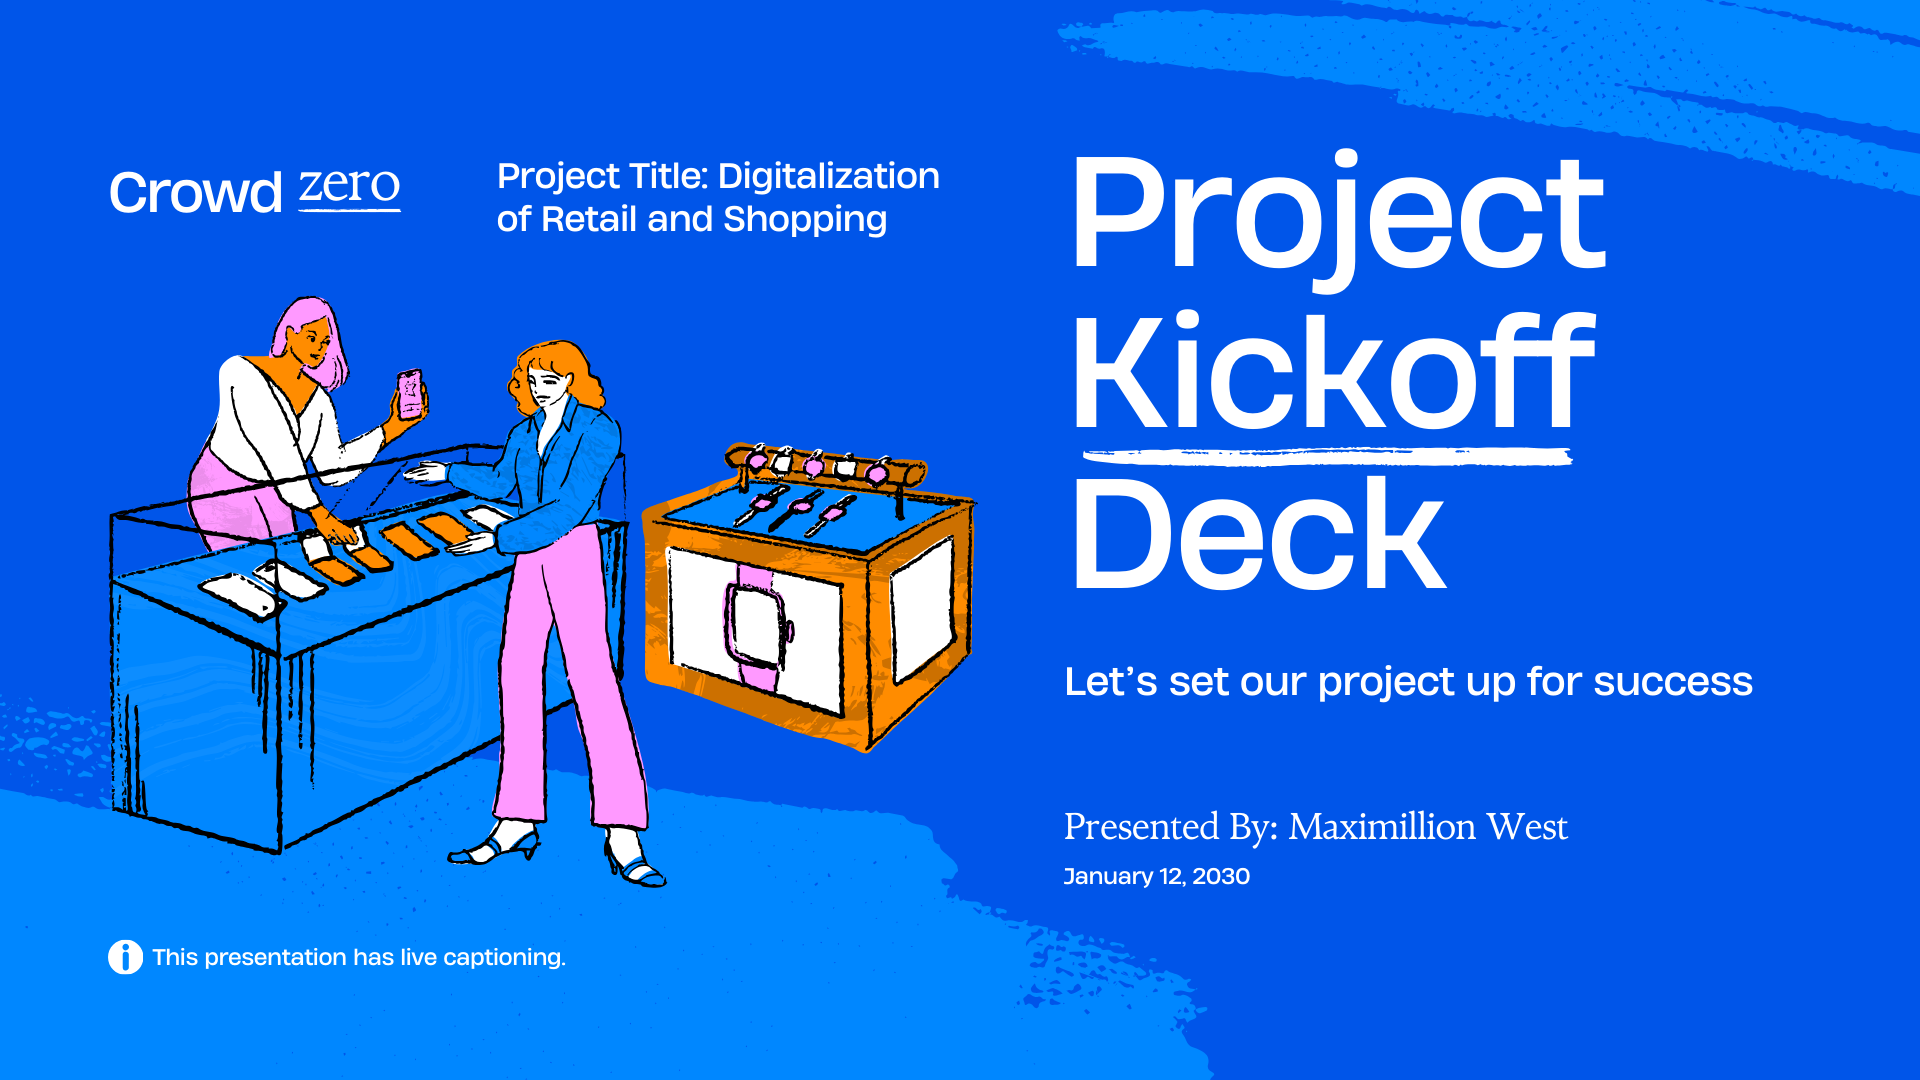 Crowd zero
Project Title: Digitalization
of Retail and Shopping
Project
Kickoff
Deck
Let’s set our project up for success
Presented By: Maximillion West
January 12, 2030
This presentation has live captioning.